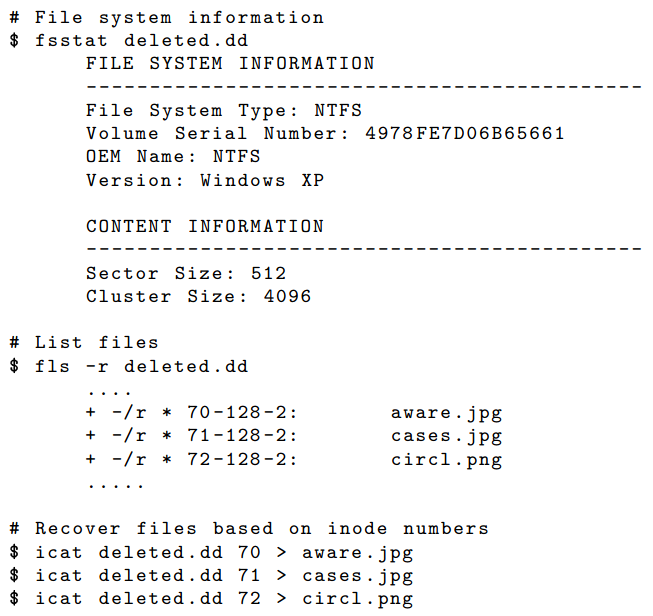 # File system information
$ fsstat deleted.dd
FILE SYSTEM INFORMATION
--------------------------------------------
File System Type: NTFS
Volume Serial Number: 4978FE7D06B65661
OEM Name: NTFS
Version: Windows XP
CONTENT INFORMATION
--------------------------------------------
Sector Size: 512
Cluster Size: 4096
# List files
$ fls -r deleted.dd
....
+ -/r * 70-128-2: aware.jpg
+ -/r * 71-128-2: cases.jpg
+ -/r * 72-128-2: circl.png
.....
# Recover files based on inode numbers
$ icat deleted.dd 70 > aware.jpg
$ icat deleted.dd 71 > cases.jpg
$ icat deleted.dd 72 > circl.png